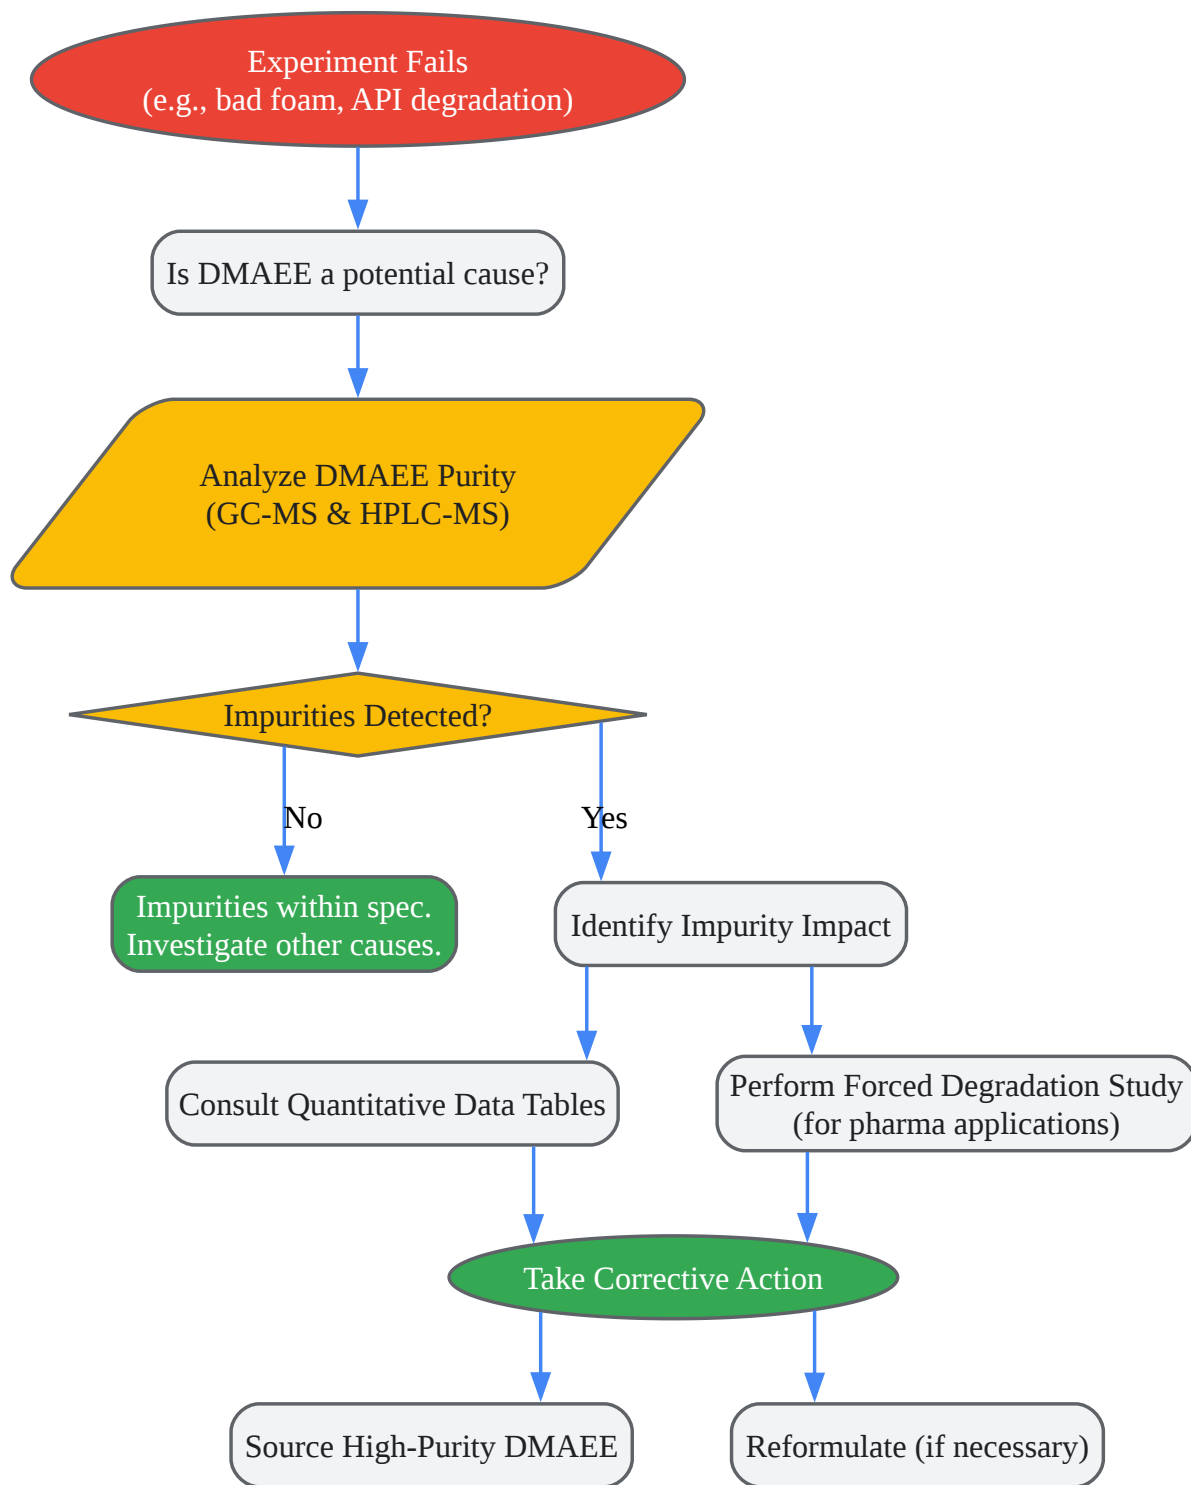 Experiment Fails
(e.g., bad foam, API degradation)
Is DMAEE a potential cause?
Analyze DMAEE Purity
(GC-MS & HPLC-MS)
Impurities Detected?
No
Yes
Impurities within spec.
Investigate other causes.
Identify Impurity Impact
Consult Quantitative Data Tables
Perform Forced Degradation Study
(for pharma applications)
Take Corrective Action
Source High-Purity DMAEE
Reformulate (if necessary)